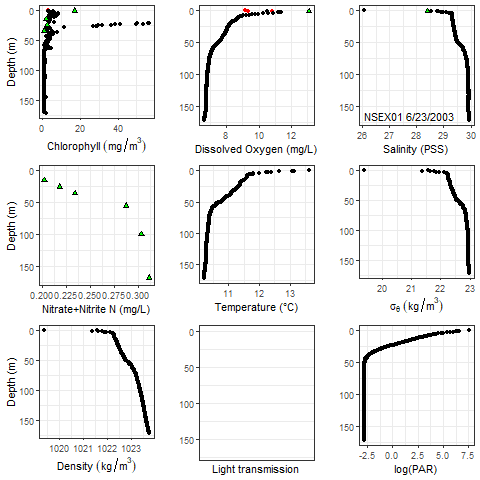 0
50
100
150
Depth (m)
0 20 40
Chlorophyll (mg/m³)
0
50
100
150
8 10 12
Dissolved Oxygen (mg/L)
0
50
100
150
NSEX01 6/23/2003
26 27 28 29 30
Salinity (PSS)
0
50
100
150
Depth (m)
0.200 0.225 0.250 0.275 0.300
Nitrate+Nitrite N (mg/L)
0
50
100
150
11 12 13
Temperature (°C)
0
50
100
150
20 21 22 23
σθ (kg/m³)
0
50
100
150
Depth (m)
1020 1021 1022 1023
Density (kg/m³)
0
50
100
150
Light transmission
0
50
100
150
-2.5 0.0 2.5 5.0 7.5
log(PAR)